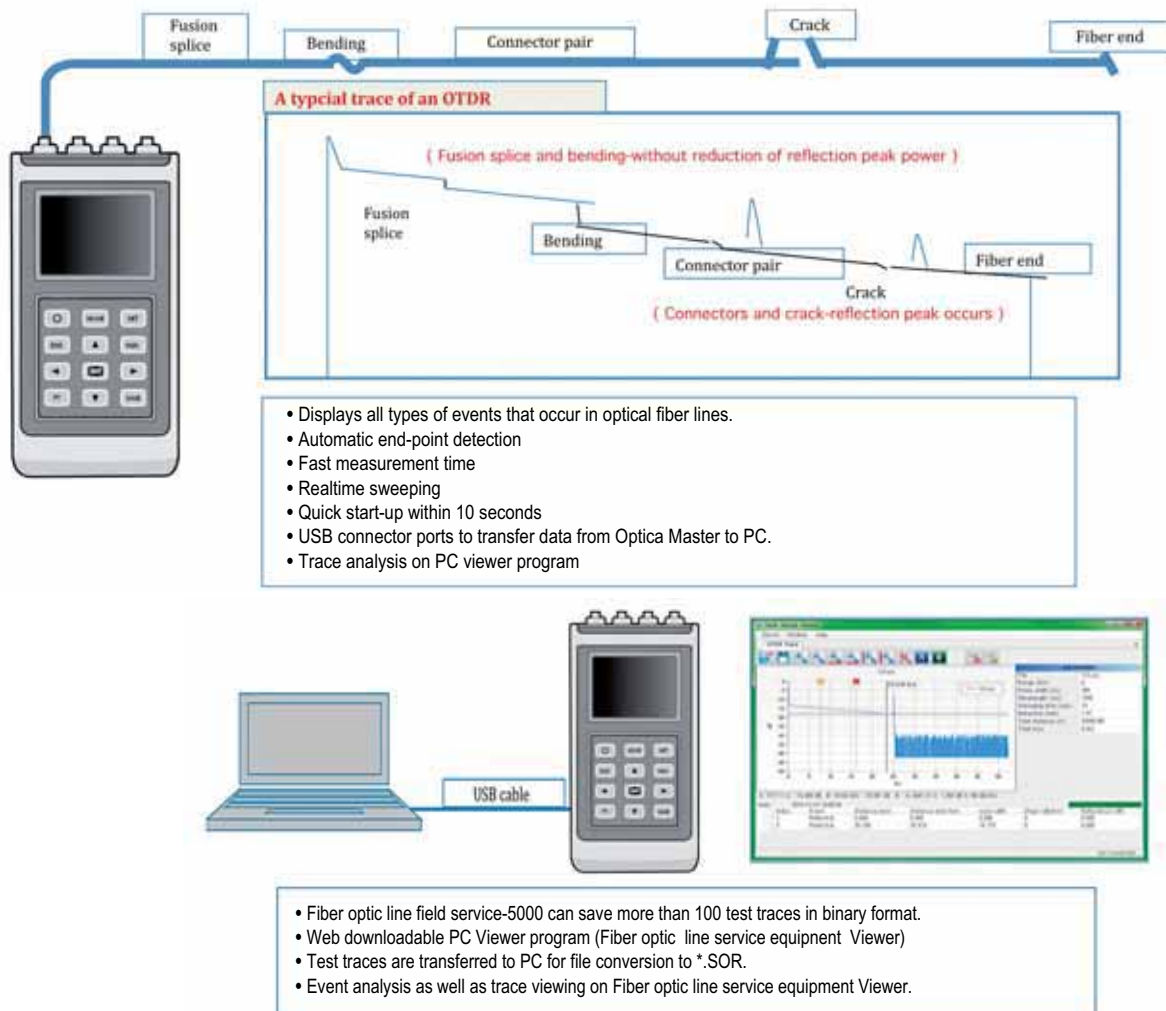 Fusion
splice
Bending
Connector pair
Crack
Fiber end
A typcial trace of an OTDR
( Fusion splice and bending-without reduction of reflection peak power )
Fusion
splice
Bending
Connector pair
Fiber end
Crack
( Connectors and crack-reflection peak occurs )
• Displays all types of events that occur in optical fiber lines.
• Automatic end-point detection
• Fast measurement time
• Realtime sweeping
• Quick start-up within 10 seconds
• USB connector ports to transfer data from Optica Master to PC.
• Trace analysis on PC viewer program
USB cable
• Fiber optic line field service-5000 can save more than 100 test traces in binary format.
• Web downloadable PC Viewer program (Fiber optic line service equipnent Viewer)
• Test traces are transferred to PC for file conversion to *.SOR.
• Event analysis as well as trace viewing on Fiber optic line service equipment Viewer.